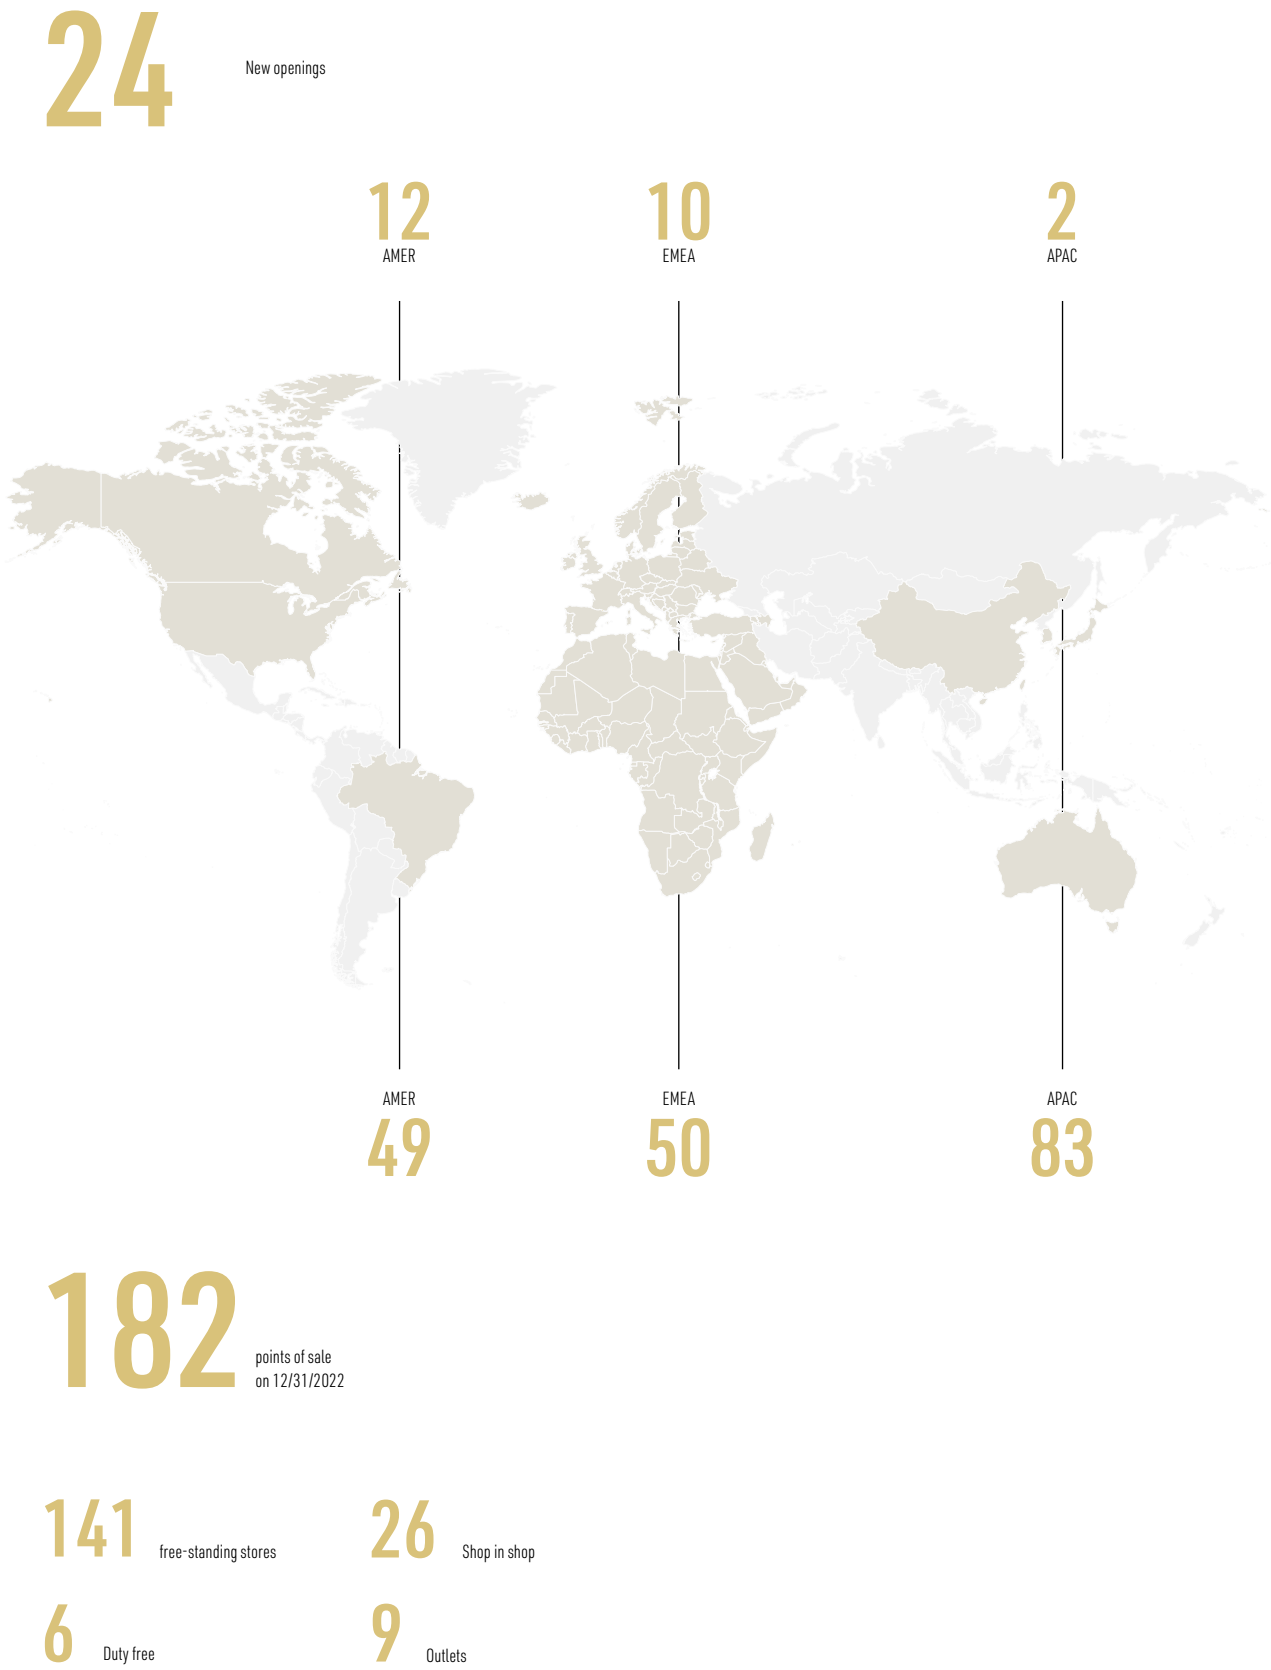 24
New openings
12
AMER
10
EMEA
2
APAC
AMER
49
EMEA
50
APAC
83
182
points of sale
on 12/31/2022
141
free-standing stores
26
Shop in shop
6
Duty free
9
Outlets